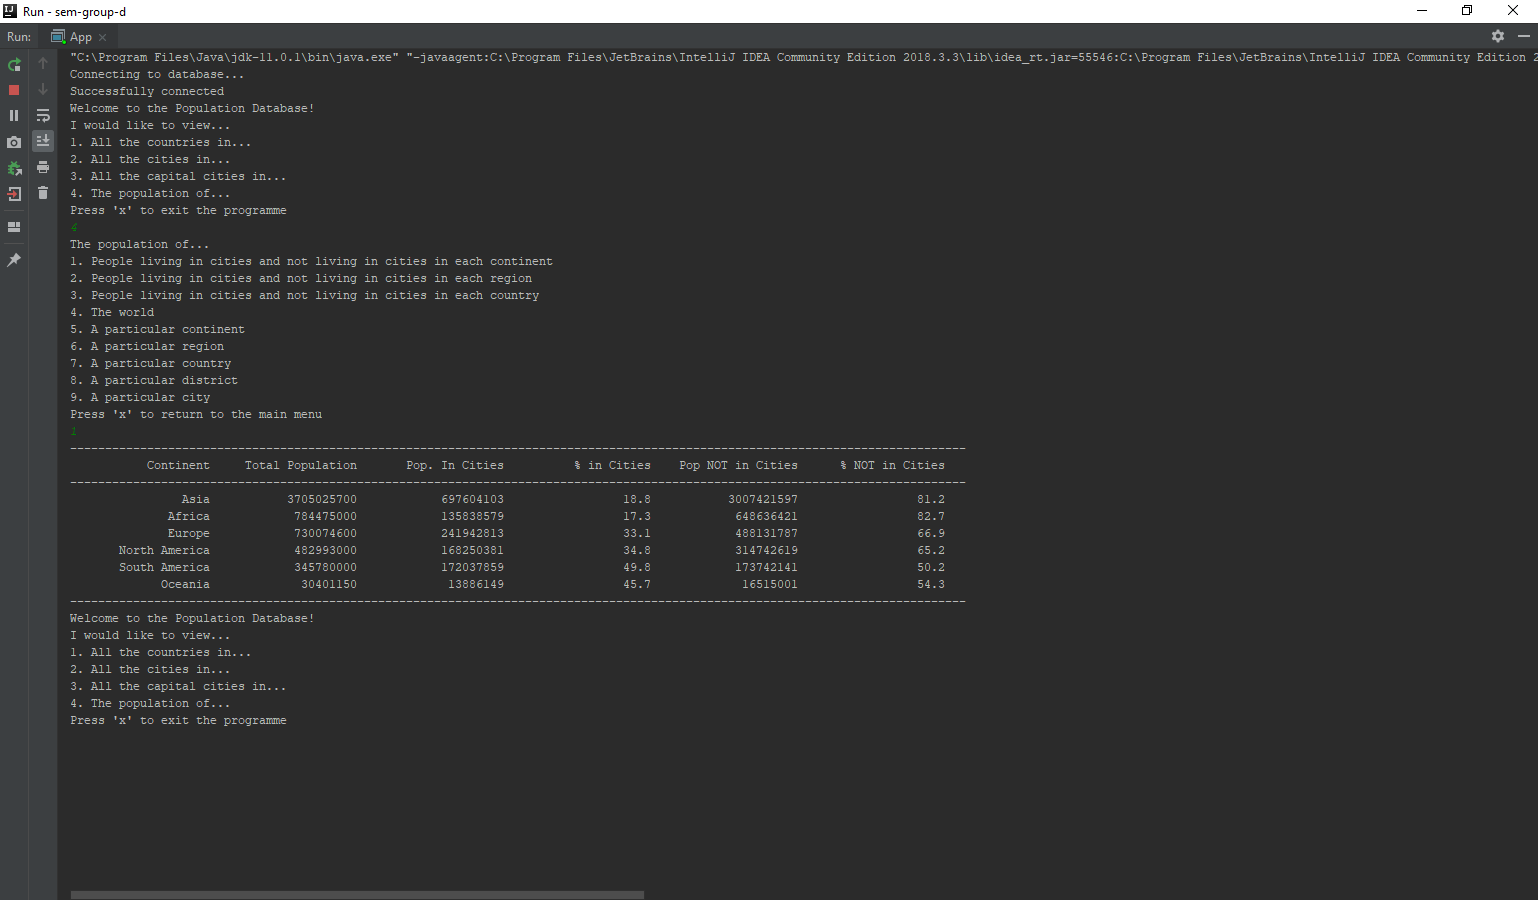 Run - sem-group-d
Run: App
"C:\Program Files\Java\jdk-11.0.1\bin\java.exe" "-javaagent:C:\Program Files\JetBrains\IntelliJ IDEA Community Edition 2018.3.3\lib\idea_rt.jar=55546:C:\Program Files\JetBrains\IntelliJ IDEA Community Edition 2
Connecting to database...
Successfully connected
Welcome to the Population Database!
I would like to view...
1. All the countries in...
2. All the cities in...
3. All the capital cities in...
4. The population of...
Press 'x' to exit the programme
4
The population of...
1. People living in cities and not living in cities in each continent
2. People living in cities and not living in cities in each region
3. People living in cities and not living in cities in each country
4. The world
5. A particular continent
6. A particular region
7. A particular country
8. A particular district
9. A particular city
Press 'x' to return to the main menu
1
--------------------------------------------------------------------------------------------------------------------------------
Continent Total Population Pop. In Cities % in Cities Pop NOT in Cities % NOT in Cities
--------------------------------------------------------------------------------------------------------------------------------
Asia 3705025700 697604103 18.8 3007421597 81.2
Africa 784475000 135838579 17.3 648636421 82.7
Europe 730074600 241942813 33.1 488131787 66.9
North America 482993000 168250381 34.8 314742619 65.2
South America 345780000 172037859 49.8 173742141 50.2
Oceania 30401150 13886149 45.7 16515001 54.3
--------------------------------------------------------------------------------------------------------------------------------
Welcome to the Population Database!
I would like to view...
1. All the countries in...
2. All the cities in...
3. All the capital cities in...
4. The population of...
Press 'x' to exit the programme